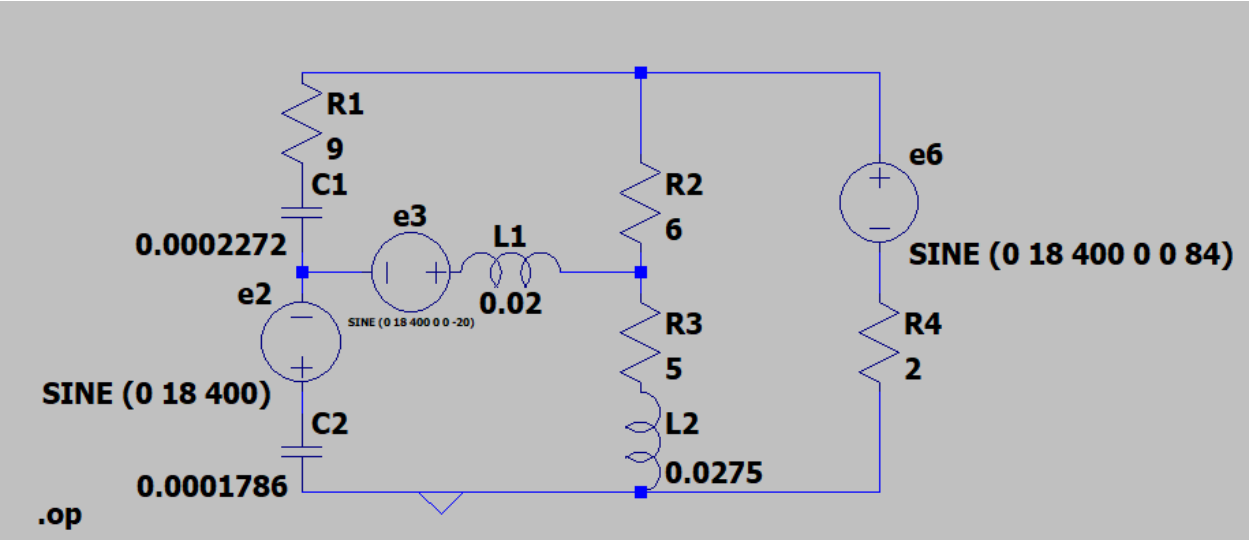 R1
9
C1
0.0002272
e3
L1
0.02
SINE (0 18 400 0 0 -20)
e2
SINE (0 18 400)
C2
0.0001786
.op
R2
6
R3
5
L2
0.0275
e6
SINE (0 18 400 0 0 84)
R4
2